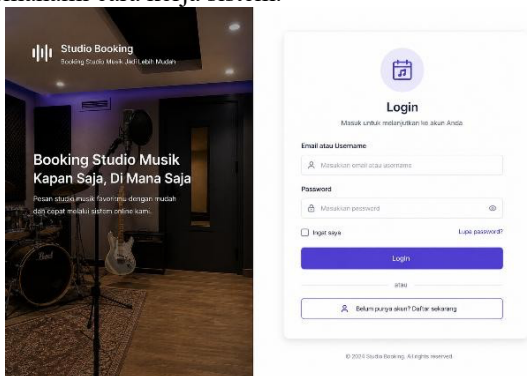 Studio Booking
Booking Studio Musik Jadi Lebih Mudah
Booking Studio Musik
Kapan Saja, Di Mana Saja
Pesan studio musik favoritmu dengan mudah
dan cepat melalui sistem online kami.
Login
Masuk untuk melanjutkan ke akun Anda
Email atau Username
Masukkan email atau username
Password
Masukkan password
Ingat saya
Lupa password?
Login
atau
Belum punya akun? Daftar sekarang
Studio Booking. All rights reserved.